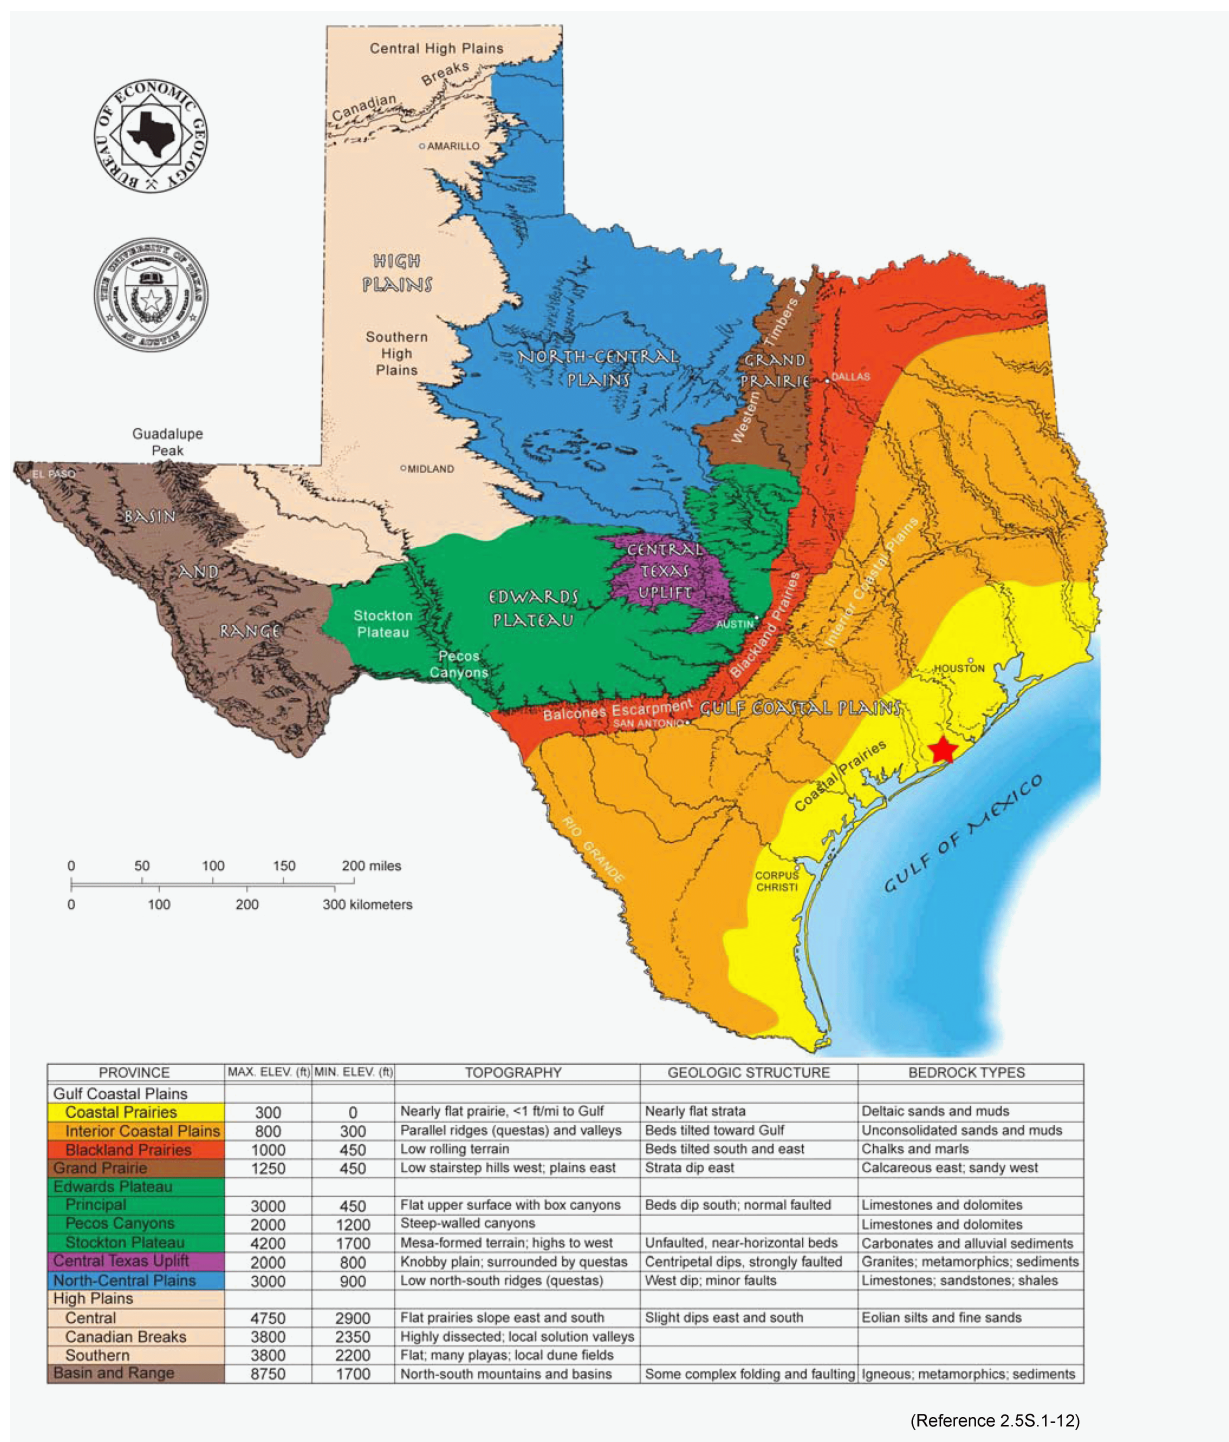 BUREAU OF ECONOMIC GEOLOGY
THE UNIVERSITY OF TEXAS
AT AUSTIN
Central High Plains
Canadian Breaks
AMARILLO
HIGH
PLAINS
Southern
High
Plains
NORTH-CENTRAL
PLAINS
Western Timbers
GRAND
PRAIRIE
DALLAS
Guadalupe
Peak
EL PASO
MIDLAND
BASIN
AND
RANGE
CENTRAL
TEXAS
UPLIFT
EDWARDS
PLATEAU
Stockton
Plateau
Pecos
Canyons
AUSTIN
Blackland Prairies
Interior Coastal Plains
HOUSTON
Balcones Escarpment
SAN ANTONIO
GULF COASTAL PLAINS
Coastal Prairies
RIO GRANDE
GULF OF MEXICO
CORPUS
CHRISTI
0 50 100 150 200 miles
0 100 200 300 kilometers
PROVINCE MAX. ELEV. (ft) MIN. ELEV. (ft) TOPOGRAPHY GEOLOGIC STRUCTURE BEDROCK TYPES
Gulf Coastal Plains
Coastal Prairies 300 0 Nearly flat prairie, <1 ft/mi to Gulf Nearly flat strata Deltaic sands and muds
Interior Coastal Plains 800 300 Parallel ridges (questas) and valleys Beds tilted toward Gulf Unconsolidated sands and muds
Blackland Prairies 1000 450 Low rolling terrain Beds tilted south and east Chalks and marls
Grand Prairie 1250 450 Low stairstep hills west; plains east Strata dip east Calcareous east; sandy west
Edwards Plateau
Principal 3000 450 Flat upper surface with box canyons Beds dip south; normal faulted Limestones and dolomites
Pecos Canyons 2000 1200 Steep-walled canyons Limestones and dolomites
Stockton Plateau 4200 1700 Mesa-formed terrain; highs to west Unfaulted, near-horizontal beds Carbonates and alluvial sediments
Central Texas Uplift 2000 800 Knobby plain; surrounded by questas Centripetal dips, strongly faulted Granites; metamorphics; sediments
North-Central Plains 3000 900 Low north-south ridges (questas) West dip; minor faults Limestones; sandstones; shales
High Plains
Central 4750 2900 Flat prairies slope east and south Slight dips east and south Eolian silts and fine sands
Canadian Breaks 3800 2350 Highly dissected; local solution valleys
Southern 3800 2200 Flat; many playas; local dune fields
Basin and Range 8750 1700 North-south mountains and basins Some complex folding and faulting Igneous; metamorphics; sediments
(Reference 2.5S.1-12)